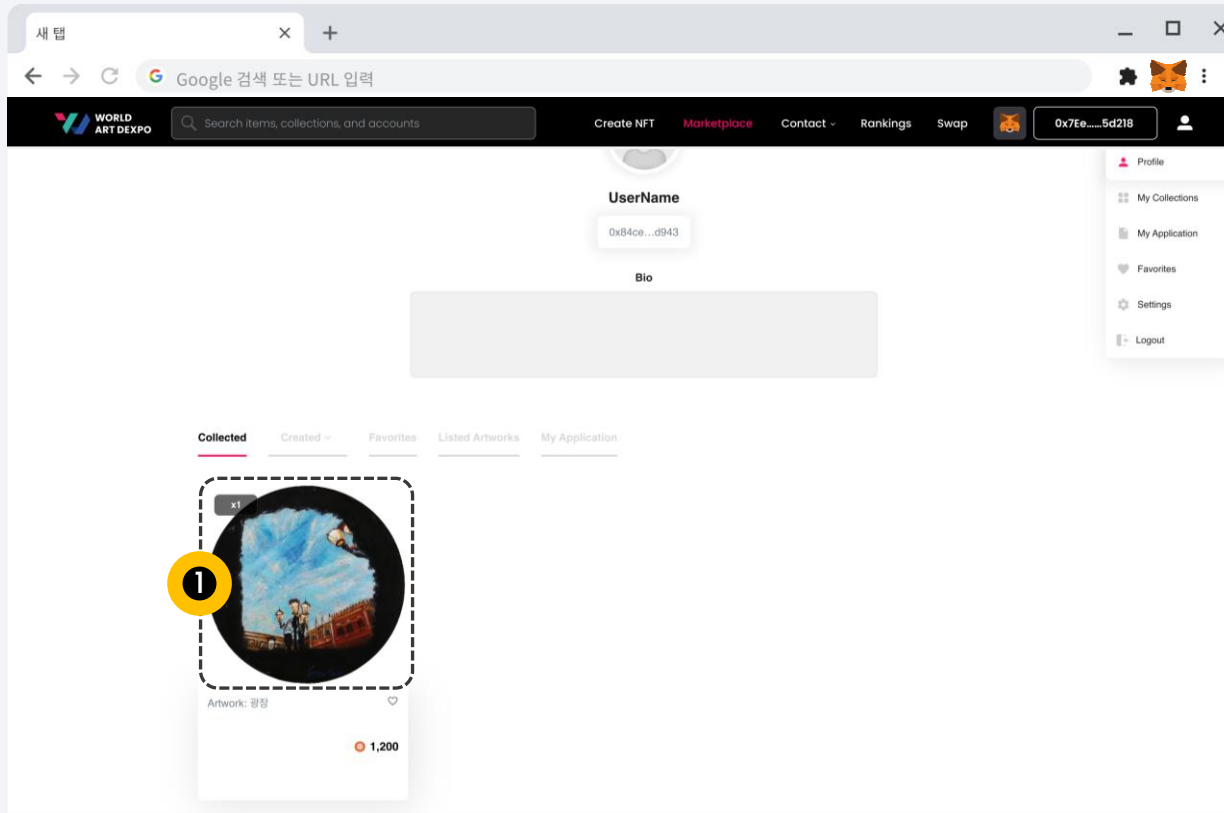 새 탭
Google 검색 또는 URL 입력
WORLD
ART DEXPO
Search items, collections, and accounts
Create NFT
Marketplace
Contact
Rankings
Swap
0x7Ee......5d218
Profile
My Collections
My Application
Favorites
Settings
Logout
UserName
0x84ce...d943
Bio
Collected
Created
Favorites
Listed Artworks
My Application
x1
1
Artwork: 광장
1,200